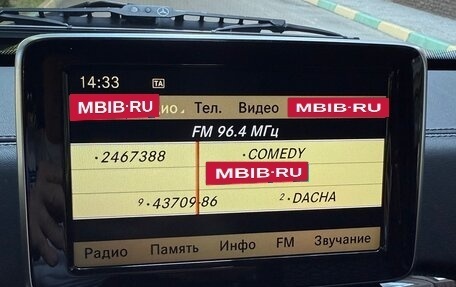 14:33 TA
MBIB·RU дио Тел. Видео MBIB·RU
FM 96.4 МГц
·2467388 ·COMEDY
MBIB·RU
9·43709·86 2·DACHA
Радио Память Инфо FM Звучание